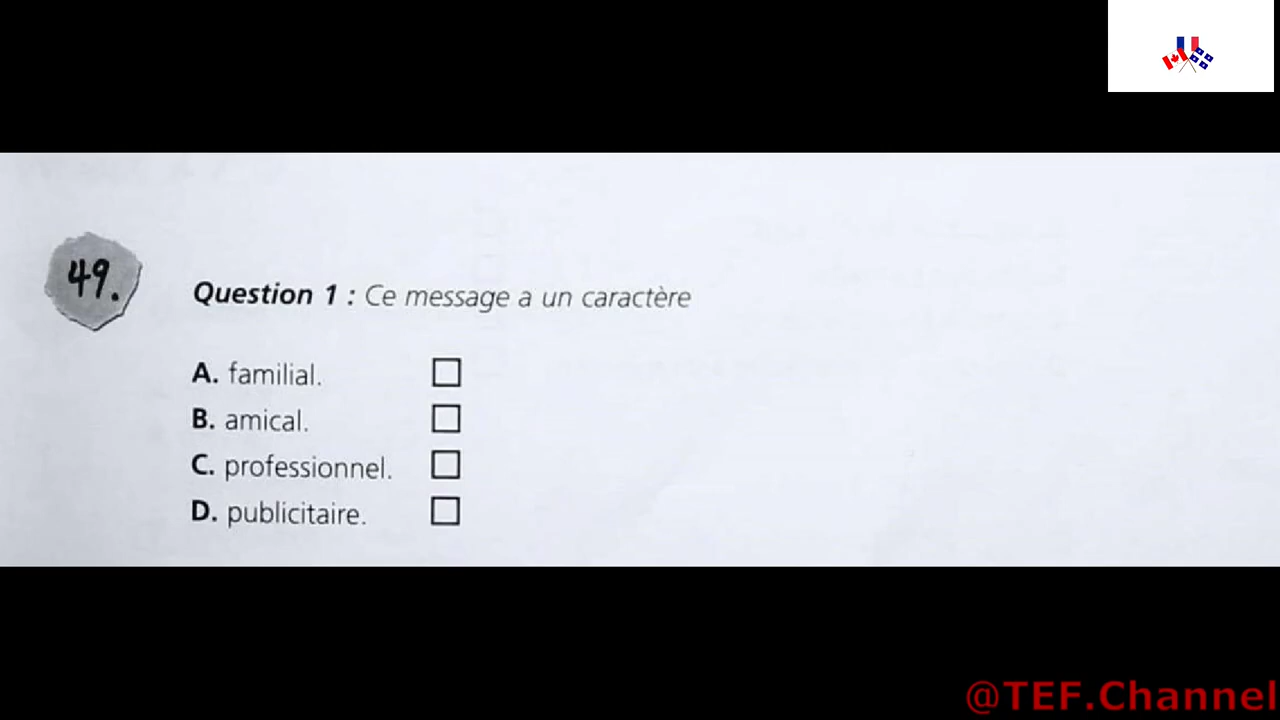 49.
Question 1 : Ce message a un caractère
A. familial.
B. amical.
C. professionnel.
D. publicitaire.
@TEF.Channel